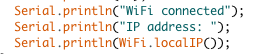 Serial.println("WiFi connected");
Serial.println("IP address: ");
Serial.println(WiFi.localIP());